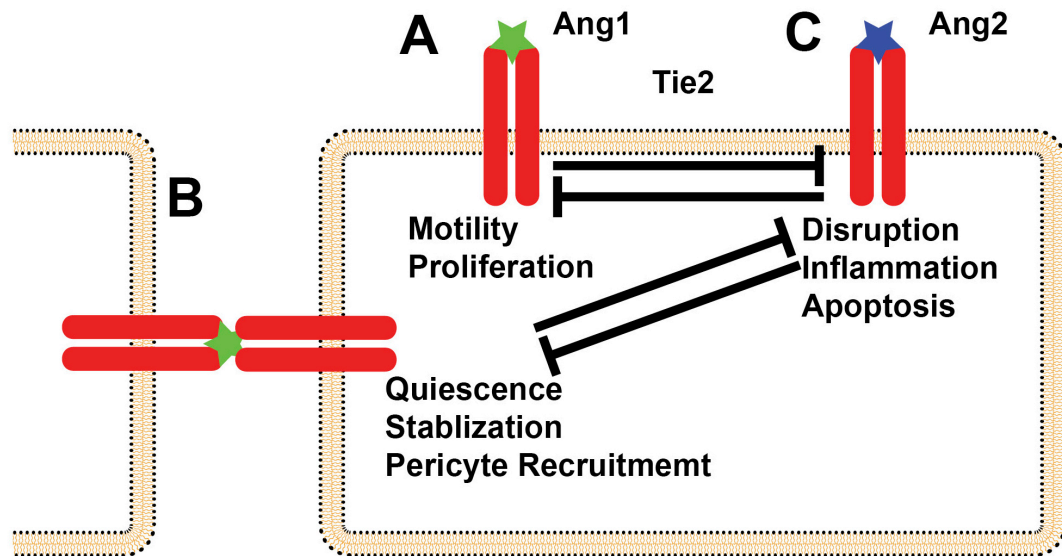 A
Ang1
C
Ang2
Tie2
B
Motility
Proliferation
Disruption
Inflammation
Apoptosis
Quiescence
Stablization
Pericyte Recruitmemt